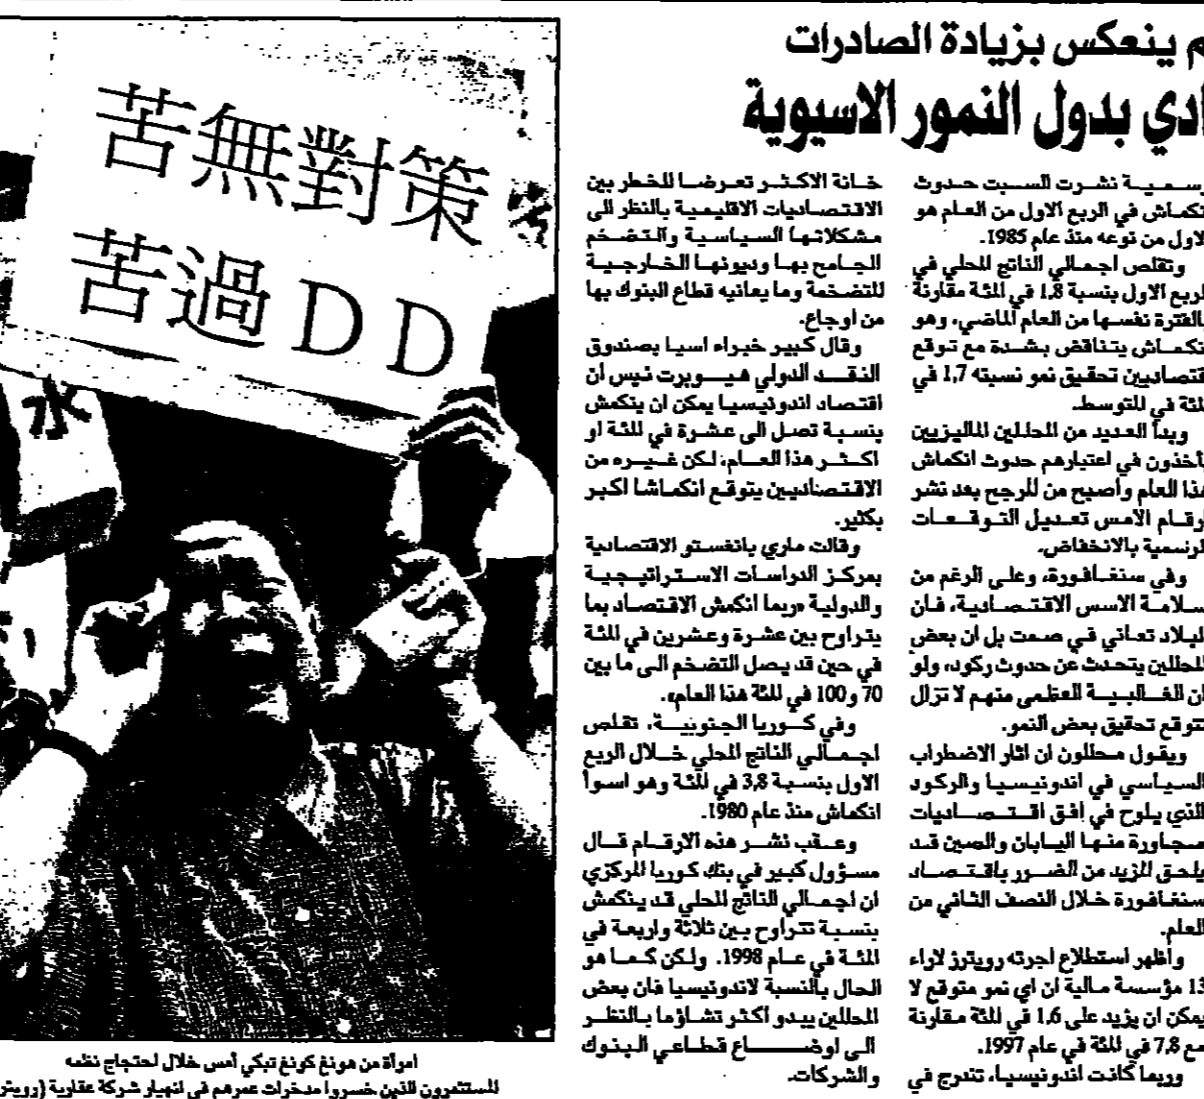 م ينعكس بزيادة الصادرات
ادي بدول النمور الاسيوية
رسمية نشرت السبت حدوث
نكماش في الربع الاول من العام هو
لاول من نوعه منذ عام 1985.
وتقلص اجمالي الناتج المحلي في
لربع الاول بنسبة 1,8 في المئة مقارنة
بالفترة نفسها من العام الماضي، وهو
نكماش يتناقض بشدة مع توقع
قتصاديين تحقيق نمو نسبته 1,7 في
لمئة في المتوسط.
وبدأ العديد من المحللين الماليزيين
يأخذون في اعتبارهم حدوث انكماش
هذا العام واصبح من المرجح بعد نشر
رقام الامس تعديل التوقعات
لرسمية بالانخفاض.
وفي سنغافورة، وعلى الرغم من
سلامة الاسس الاقتصادية، فان
البلاد تعاني في صمت بل ان بعض
المحللين يتحدث عن حدوث ركود، ولو
ان الغالبية العظمى منهم لا تزال
تتوقع تحقيق بعض النمو.
ويقول محللون ان اثار الاضطراب
السياسي في اندونيسيا والركود
الذي يلوح في افق اقتصاديات
مجاورة منها اليابان والصين قد
يلحق المزيد من الضرر باقتصاد
سنغافورة خلال النصف الثاني من
العام.
واظهر استطلاع اجرته رويترز لاراء
13 مؤسسة مالية ان اي نمو متوقع لا
يمكن ان يزيد على 1,6 في المئة مقارنة
مع 7,8 في المئة في عام 1997.
وربما كانت اندونيسيا، تندرج في
خانة الاكثر تعرضا للخطر بين
الاقتصاديات الاقليمية بالنظر الى
مشكلاتها السياسية والتضخم
الجامح بها وديونها الخارجية
المتضخمة وما يعانيه قطاع البنوك بها
من اوجاع.
وقال كبير خبراء اسيا بصندوق
النقد الدولي هيوبرت نيس ان
اقتصاد اندونيسيا يمكن ان ينكمش
بنسبة تصل الى عشرة في المئة او
اكثر هذا العام، لكن غيره من
الاقتصاديين يتوقع انكماشا اكبر
بكثير.
وقالت ماري بانغستو الاقتصادية
بمركز الدراسات الاستراتيجية
والدولية «ربما انكمش الاقتصاد بما
يتراوح بين عشرة وعشرين في المئة
في حين قد يصل التضخم الى ما بين
70 و100 في المئة هذا العام».
وفي كوريا الجنوبية، تقلص
اجمالي الناتج المحلي خلال الربع
الاول بنسبة 3,8 في المئة وهو اسوأ
انكماش منذ عام 1980.
وعقب نشر هذه الارقام قال
مسؤول كبير في بنك كوريا المركزي
ان اجمالي الناتج المحلي قد ينكمش
بنسبة تتراوح بين ثلاثة واربعة في
المئة في عام 1998. ولكن كما هو
الحال بالنسبة لاندونيسيا فان بعض
المحللين يبدو اكثر تشاؤما بالنظر
الى اوضاع قطاعي البنوك
والشركات.
苦無對策
苦過DD
水
امرأة من هونغ كونغ تبكي أمس خلال احتجاج نظمه
المستثمرون الذين خسروا مدخرات عمرهم في انهيار شركة عقارية (رويتر